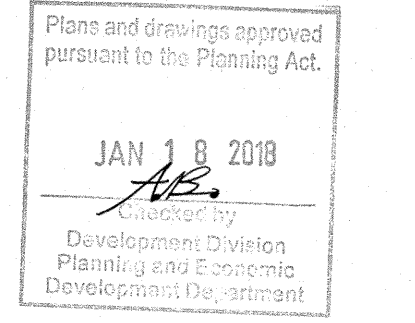 Plans and drawings approved
pursuant to the Planning Act.
JAN 18 2018
AB.
Checked by
Development Division
Planning and Economic
Development Department